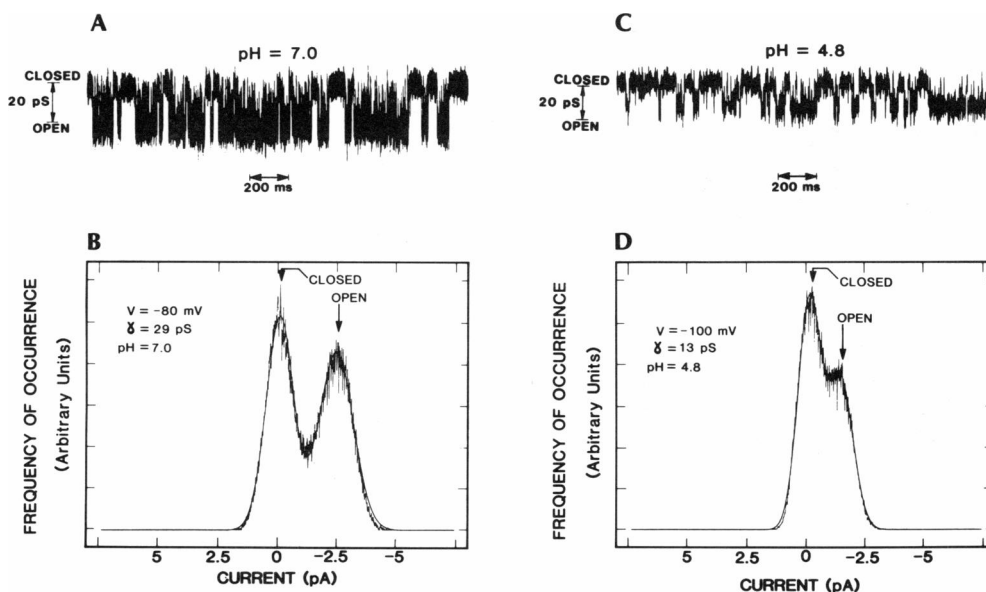 A
pH = 7.0
CLOSED
20 pS
OPEN
200 ms
C
pH = 4.8
CLOSED
20 pS
OPEN
200 ms
B
FREQUENCY OF OCCURRENCE
(Arbitrary Units)
V = -80 mV
γ = 29 pS
pH = 7.0
CLOSED
OPEN
5
2.5
0
-2.5
-5
CURRENT (pA)
D
FREQUENCY OF OCCURRENCE
(Arbitrary Units)
V = -100 mV
γ = 13 pS
pH = 4.8
CLOSED
OPEN
5
2.5
0
-2.5
-5
CURRENT (pA)